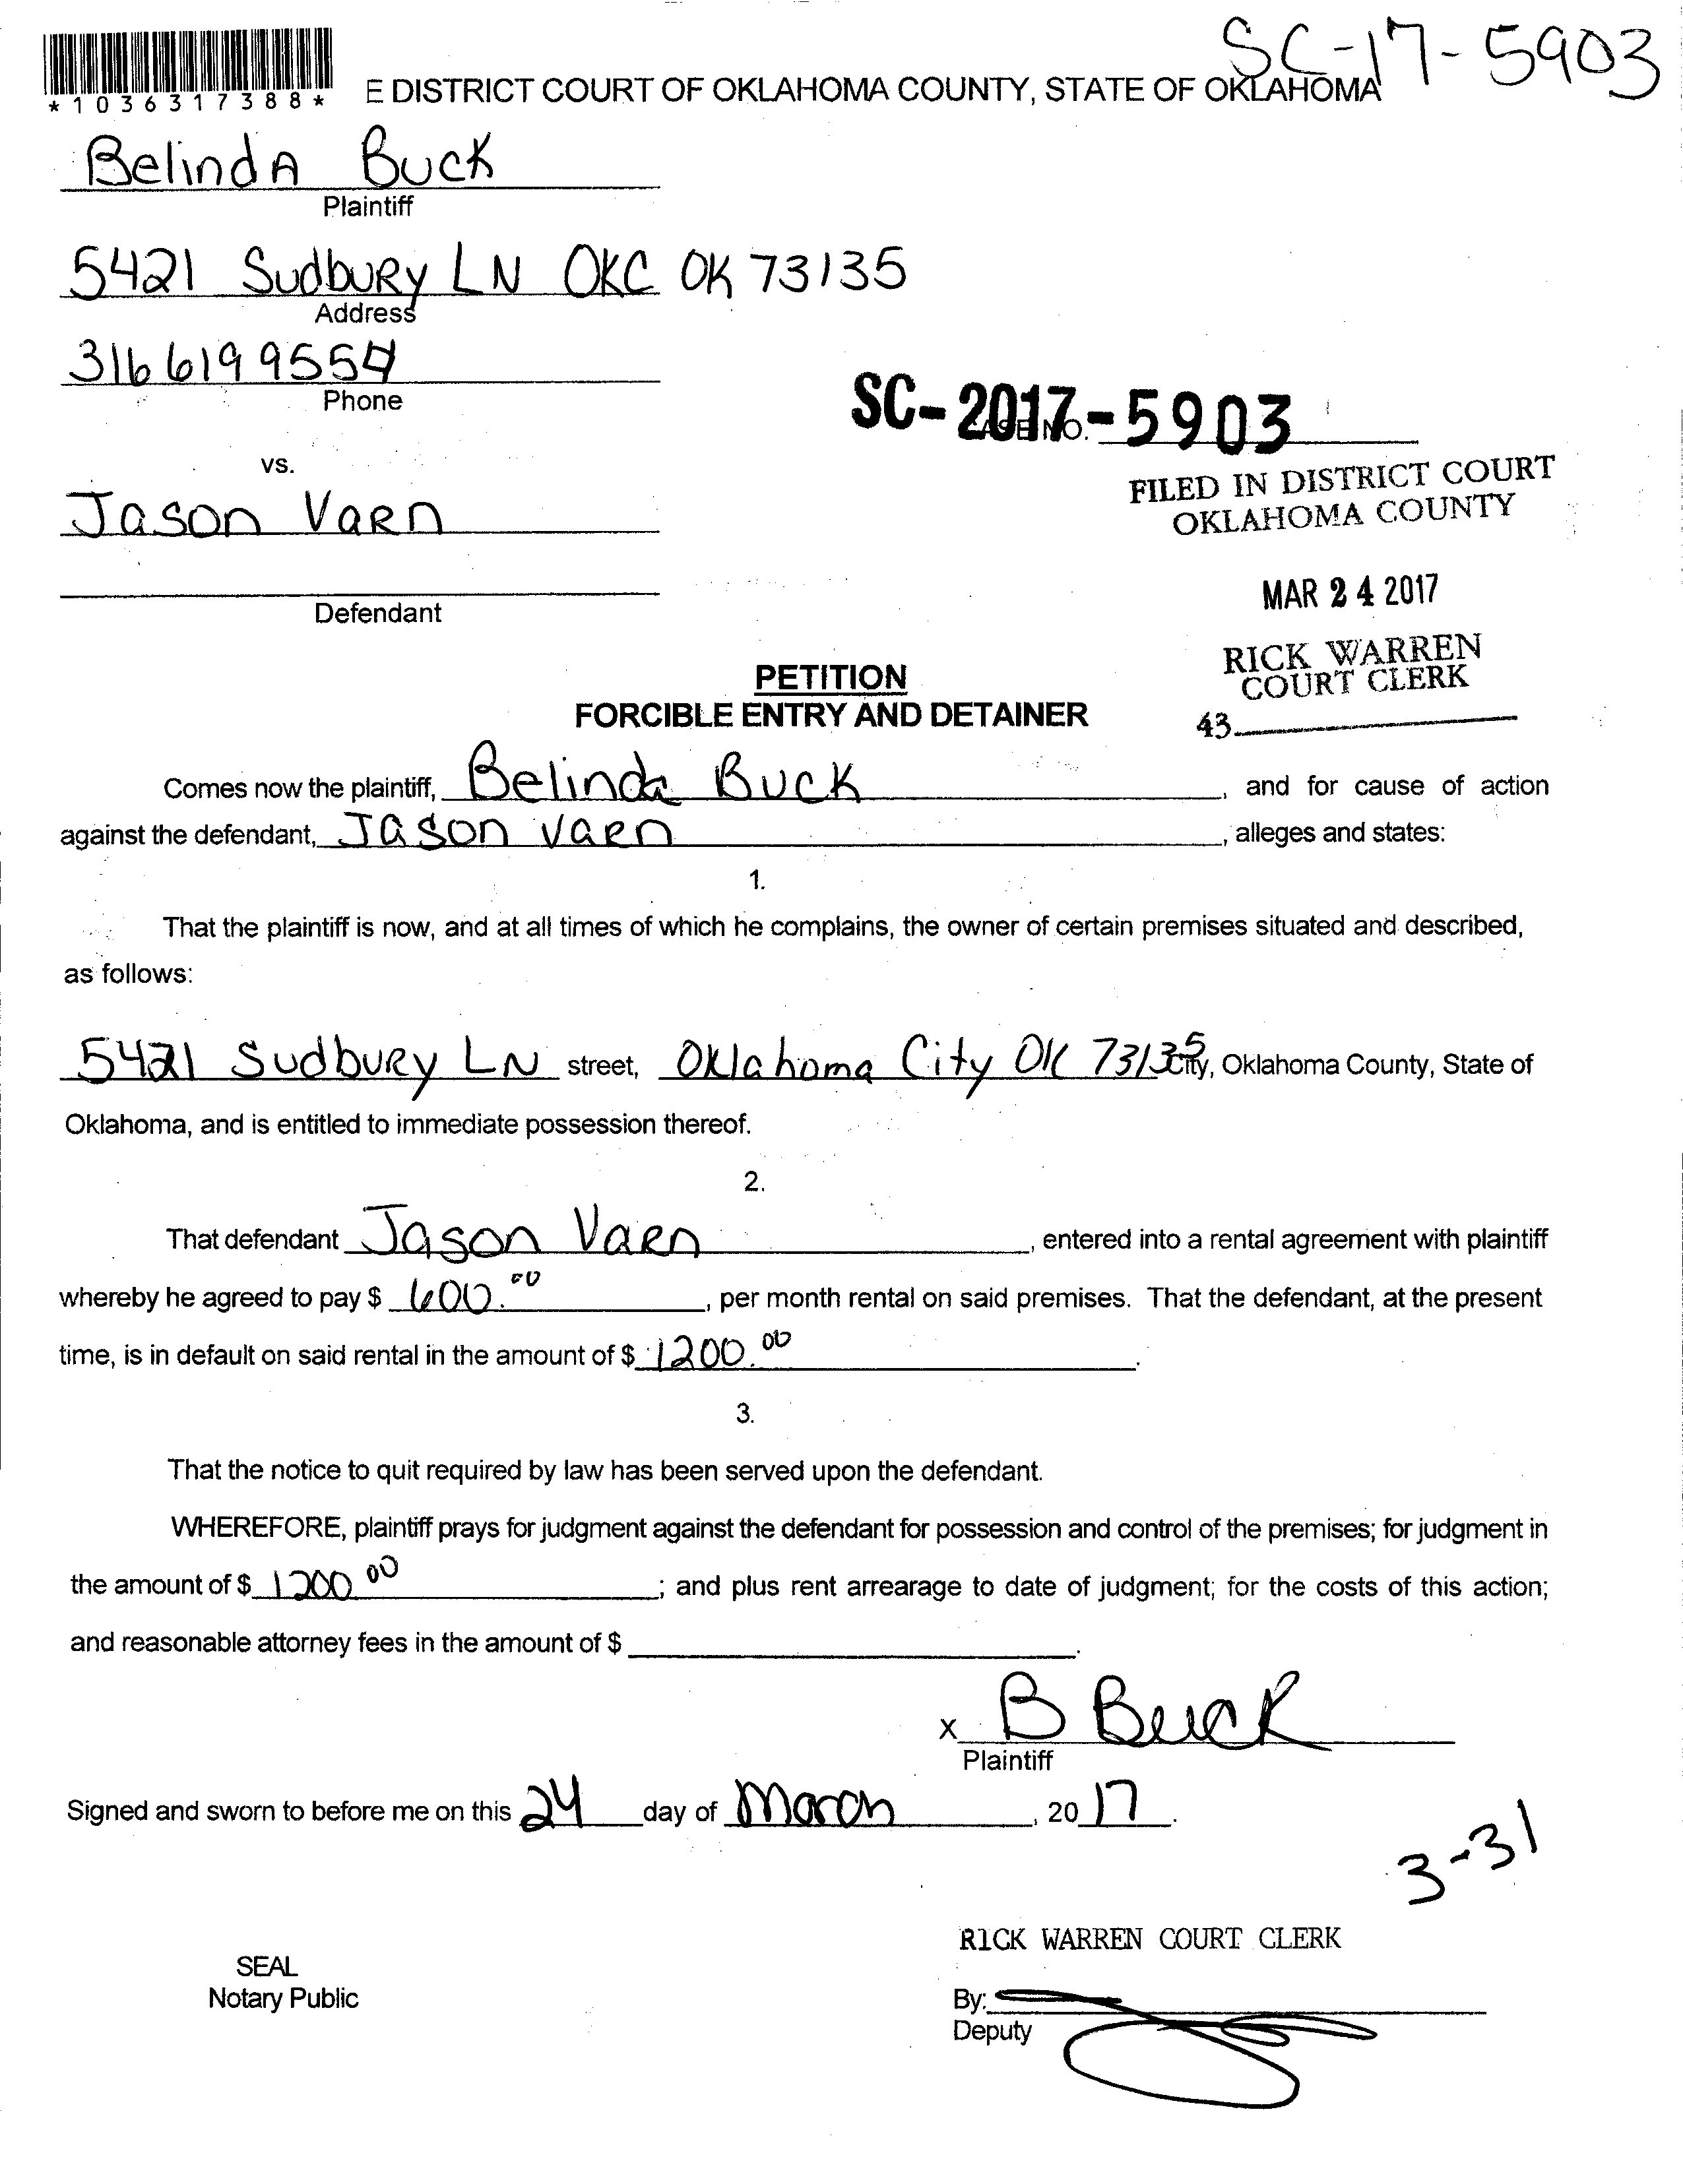 SC-17-5903
*1036317388*
E DISTRICT COURT OF OKLAHOMA COUNTY, STATE OF OKLAHOMA
Belinda Buck
Plaintiff
5421 Sudbury LN OKC OK 73135
Address
316 619 9554
Phone
SC-2017-5903
CASE NO.
vs.
FILED IN DISTRICT COURT
OKLAHOMA COUNTY
Jason Varn
Defendant
MAR 24 2017
RICK WARREN
COURT CLERK
43
PETITION
FORCIBLE ENTRY AND DETAINER
Comes now the plaintiff, Belinda Buck, and for cause of action
against the defendant, Jason Varn, alleges and states:
1.
That the plaintiff is now, and at all times of which he complains, the owner of certain premises situated and described,
as follows:
5421 Sudbury LN street, Oklahoma City OK 73135 City, Oklahoma County, State of
Oklahoma, and is entitled to immediate possession thereof.
2.
That defendant Jason Varn, entered into a rental agreement with plaintiff
whereby he agreed to pay $ 600.00, per month rental on said premises. That the defendant, at the present
time, is in default on said rental in the amount of $ 1200.00.
3.
That the notice to quit required by law has been served upon the defendant.
WHEREFORE, plaintiff prays for judgment against the defendant for possession and control of the premises; for judgment in
the amount of $ 1200 00; and plus rent arrearage to date of judgment; for the costs of this action;
and reasonable attorney fees in the amount of $ .
x B Buck
Plaintiff
Signed and sworn to before me on this 24 day of March, 20 17.
3-31
RICK WARREN COURT CLERK
SEAL
Notary Public
By:
Deputy